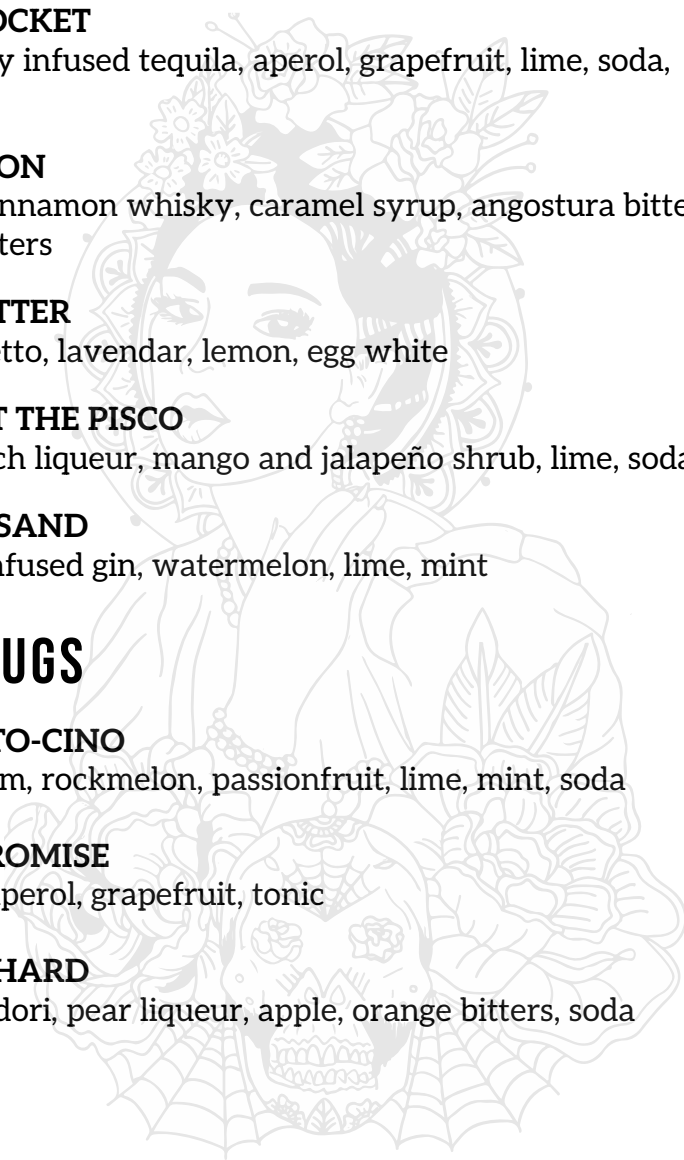 OCKET
y infused tequila, aperol, grapefruit, lime, soda,
ON
nnamon whisky, caramel syrup, angostura bitte
ters
TTER
tto, lavendar, lemon, egg white
T THE PISCO
ch liqueur, mango and jalapeño shrub, lime, soda
SAND
nfused gin, watermelon, lime, mint
UGS
TO-CINO
m, rockmelon, passionfruit, lime, mint, soda
ROMISE
perol, grapefruit, tonic
HARD
dori, pear liqueur, apple, orange bitters, soda